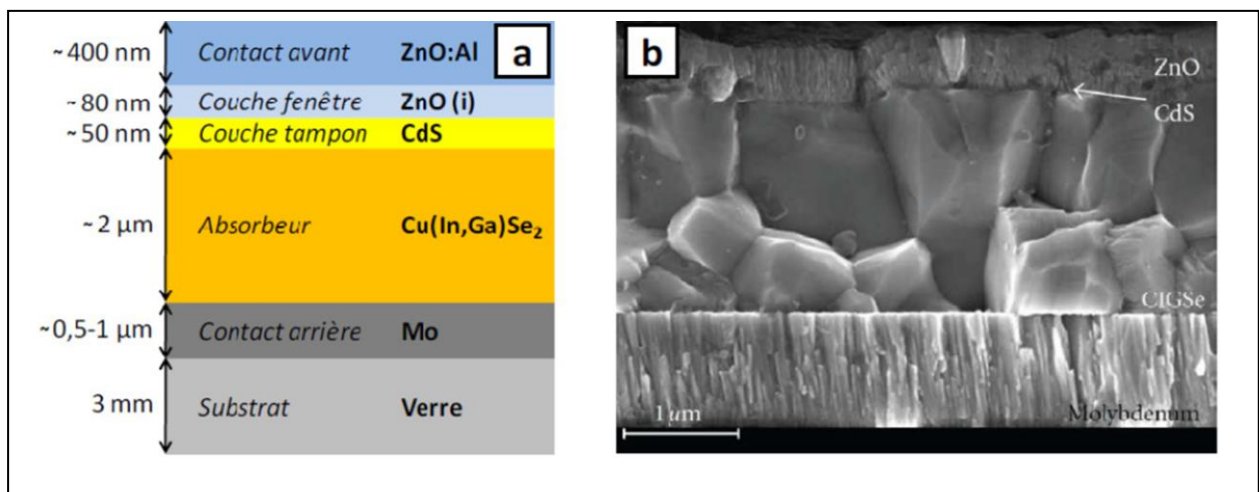 a
~400 nm Contact avant ZnO:Al
~80 nm Couche fenêtre ZnO (i)
~50 nm Couche tampon CdS
~2 µm Absorbeur Cu(In,Ga)Se₂
~0,5-1 µm Contact arrière Mo
3 mm Substrat Verre
b
ZnO
CdS
CIGSe
1 µm
Molybdenum